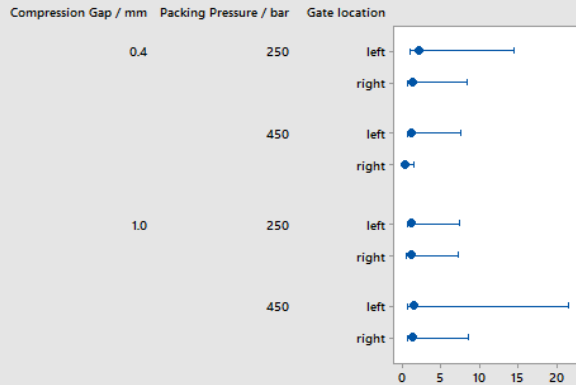 Compression Gap / mm Packing Pressure / bar Gate location
0.4 250 left
right
450 left
right
1.0 250 left
right
450 left
right
0 5 10 15 20